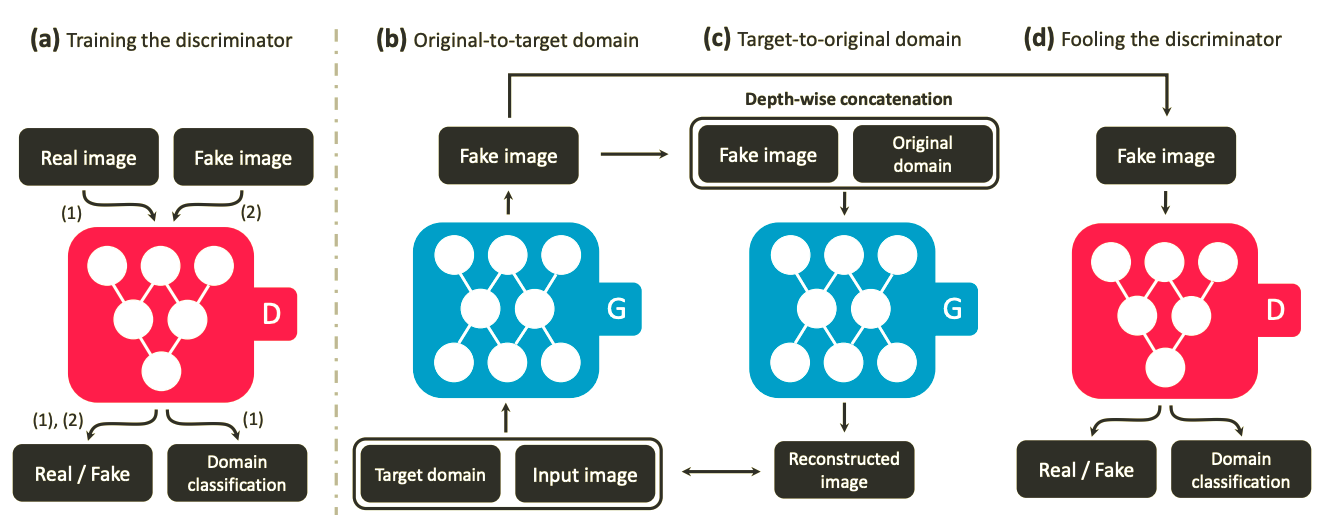 (a) Training the discriminator
Real image
Fake image
(1)
(2)
D
(1), (2)
(1)
Real / Fake
Domain
classification
(b) Original-to-target domain
Fake image
G
Target domain
Input image
(c) Target-to-original domain
Depth-wise concatenation
Fake image
Original
domain
G
Reconstructed
image
(d) Fooling the discriminator
Fake image
D
Real / Fake
Domain
classification